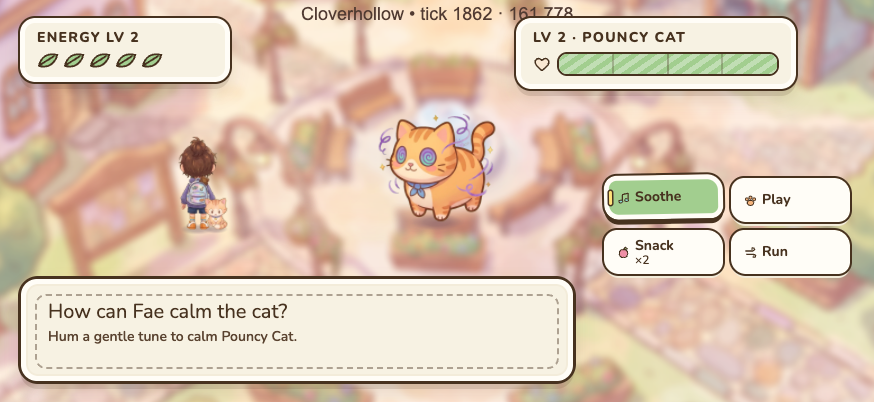 Cloverhollow • tick 1862 · 161,778
ENERGY LV 2
LV 2 · POUNCY CAT
Soothe
Play
Snack
×2
Run
How can Fae calm the cat?
Hum a gentle tune to calm Pouncy Cat.